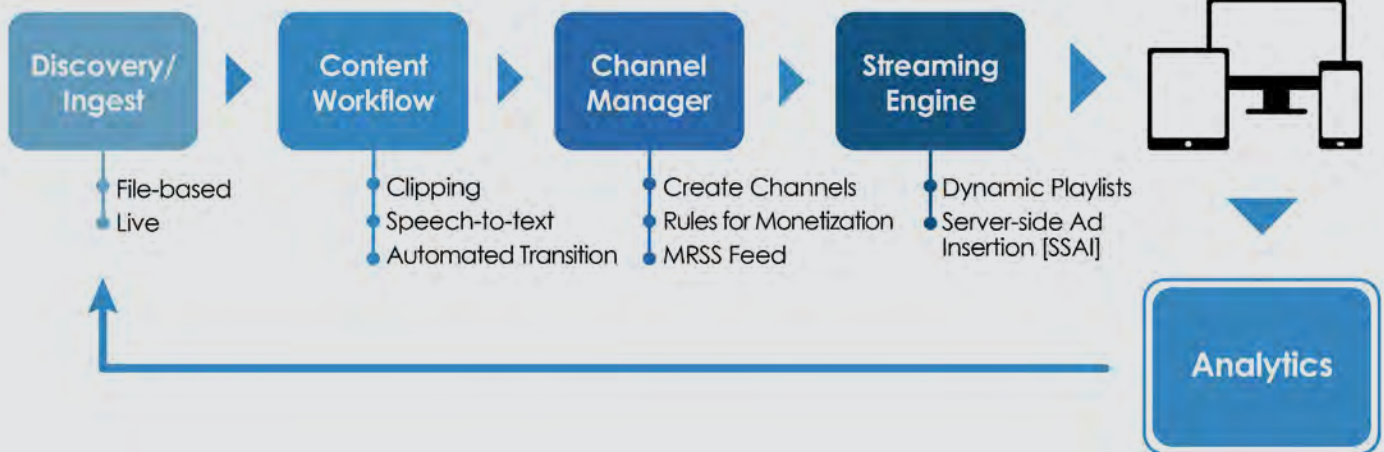 Discovery/
Ingest
File-based
Live
Content
Workflow
Clipping
Speech-to-text
Automated Transition
Channel
Manager
Create Channels
Rules for Monetization
MRSS Feed
Streaming
Engine
Dynamic Playlists
Server-side Ad
Insertion [SSAI]
Analytics